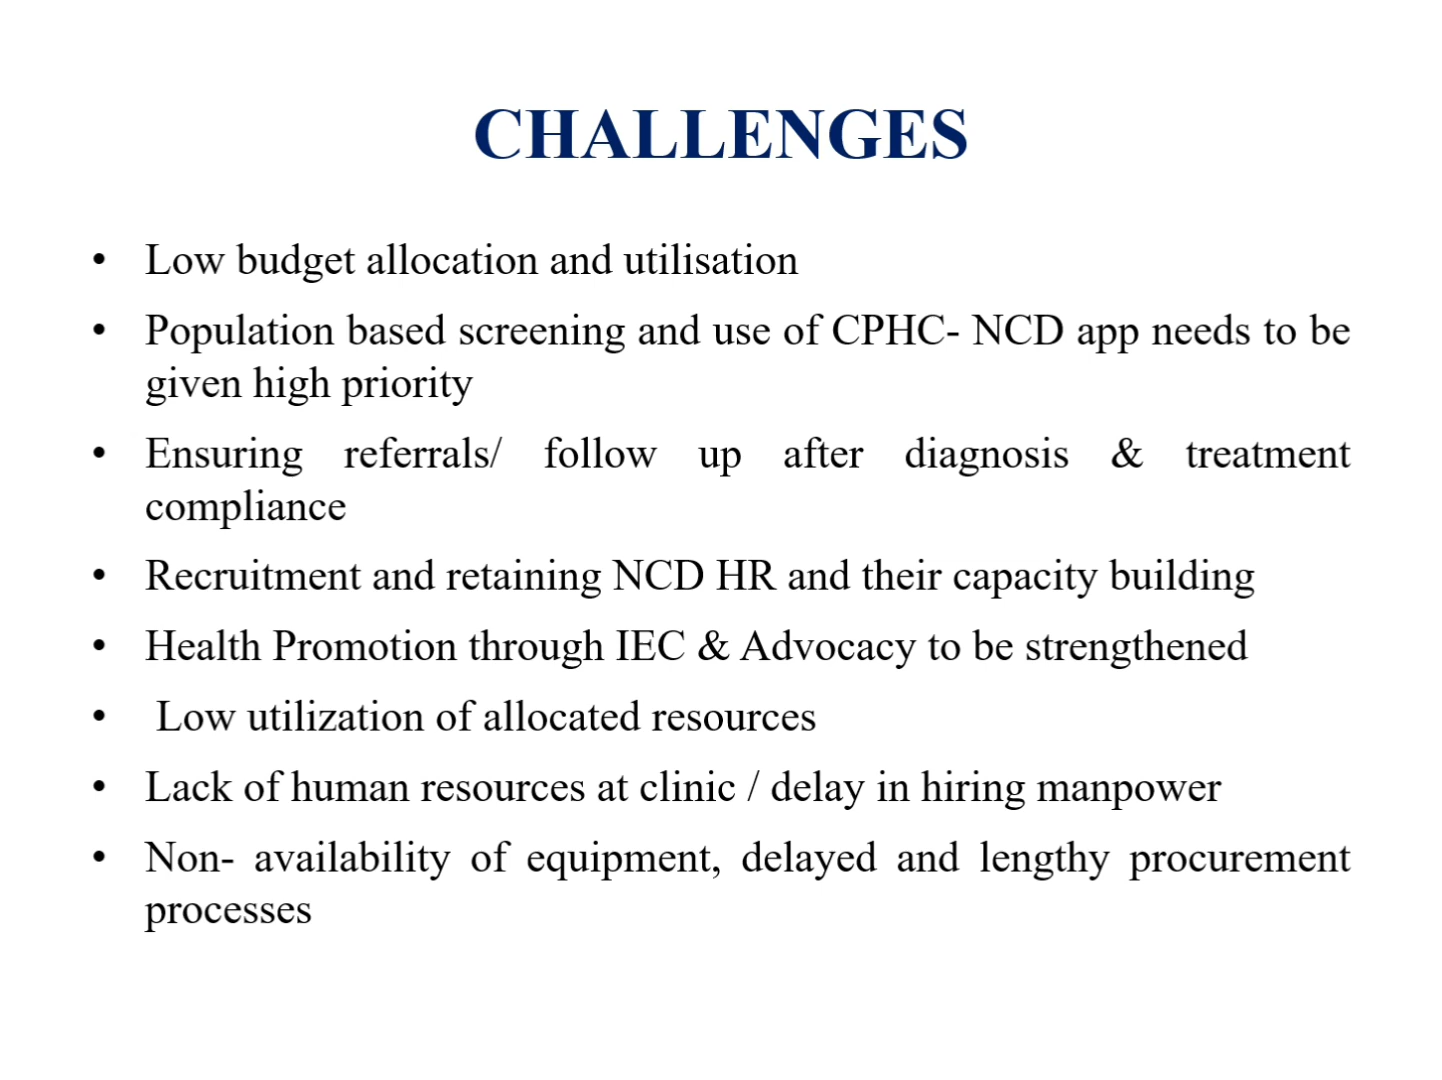 CHALLENGES
• Low budget allocation and utilisation
• Population based screening and use of CPHC- NCD app needs to be
given high priority
• Ensuring referrals/ follow up after diagnosis & treatment
compliance
• Recruitment and retaining NCD HR and their capacity building
• Health Promotion through IEC & Advocacy to be strengthened
• Low utilization of allocated resources
• Lack of human resources at clinic / delay in hiring manpower
• Non- availability of equipment, delayed and lengthy procurement
processes